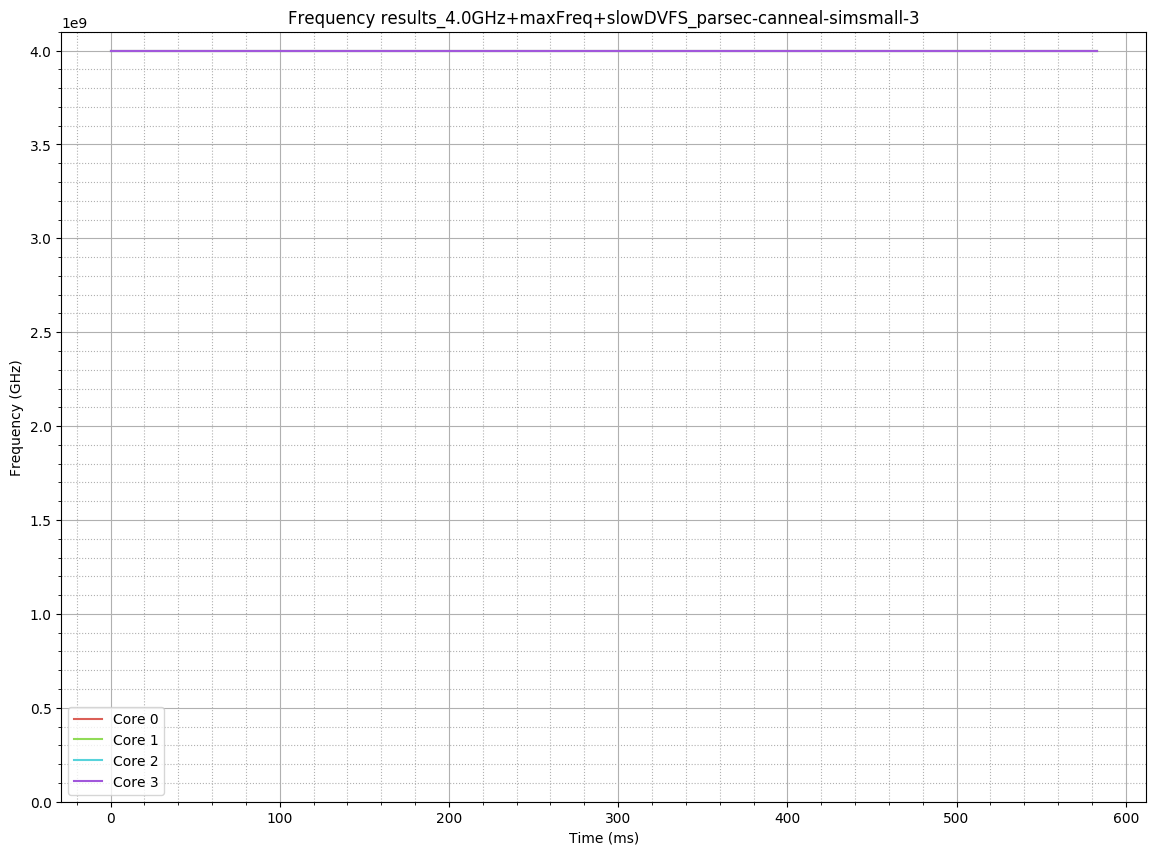 Frequency results_4.0GHz+maxFreq+slowDVFS_parsec-canneal-simsmall-3
1e9
4.0
3.5
3.0
2.5
2.0
1.5
1.0
0.5
0.0
Frequency (GHz)
Core 0
Core 1
Core 2
Core 3
0 100 200 300 400 500 600
Time (ms)